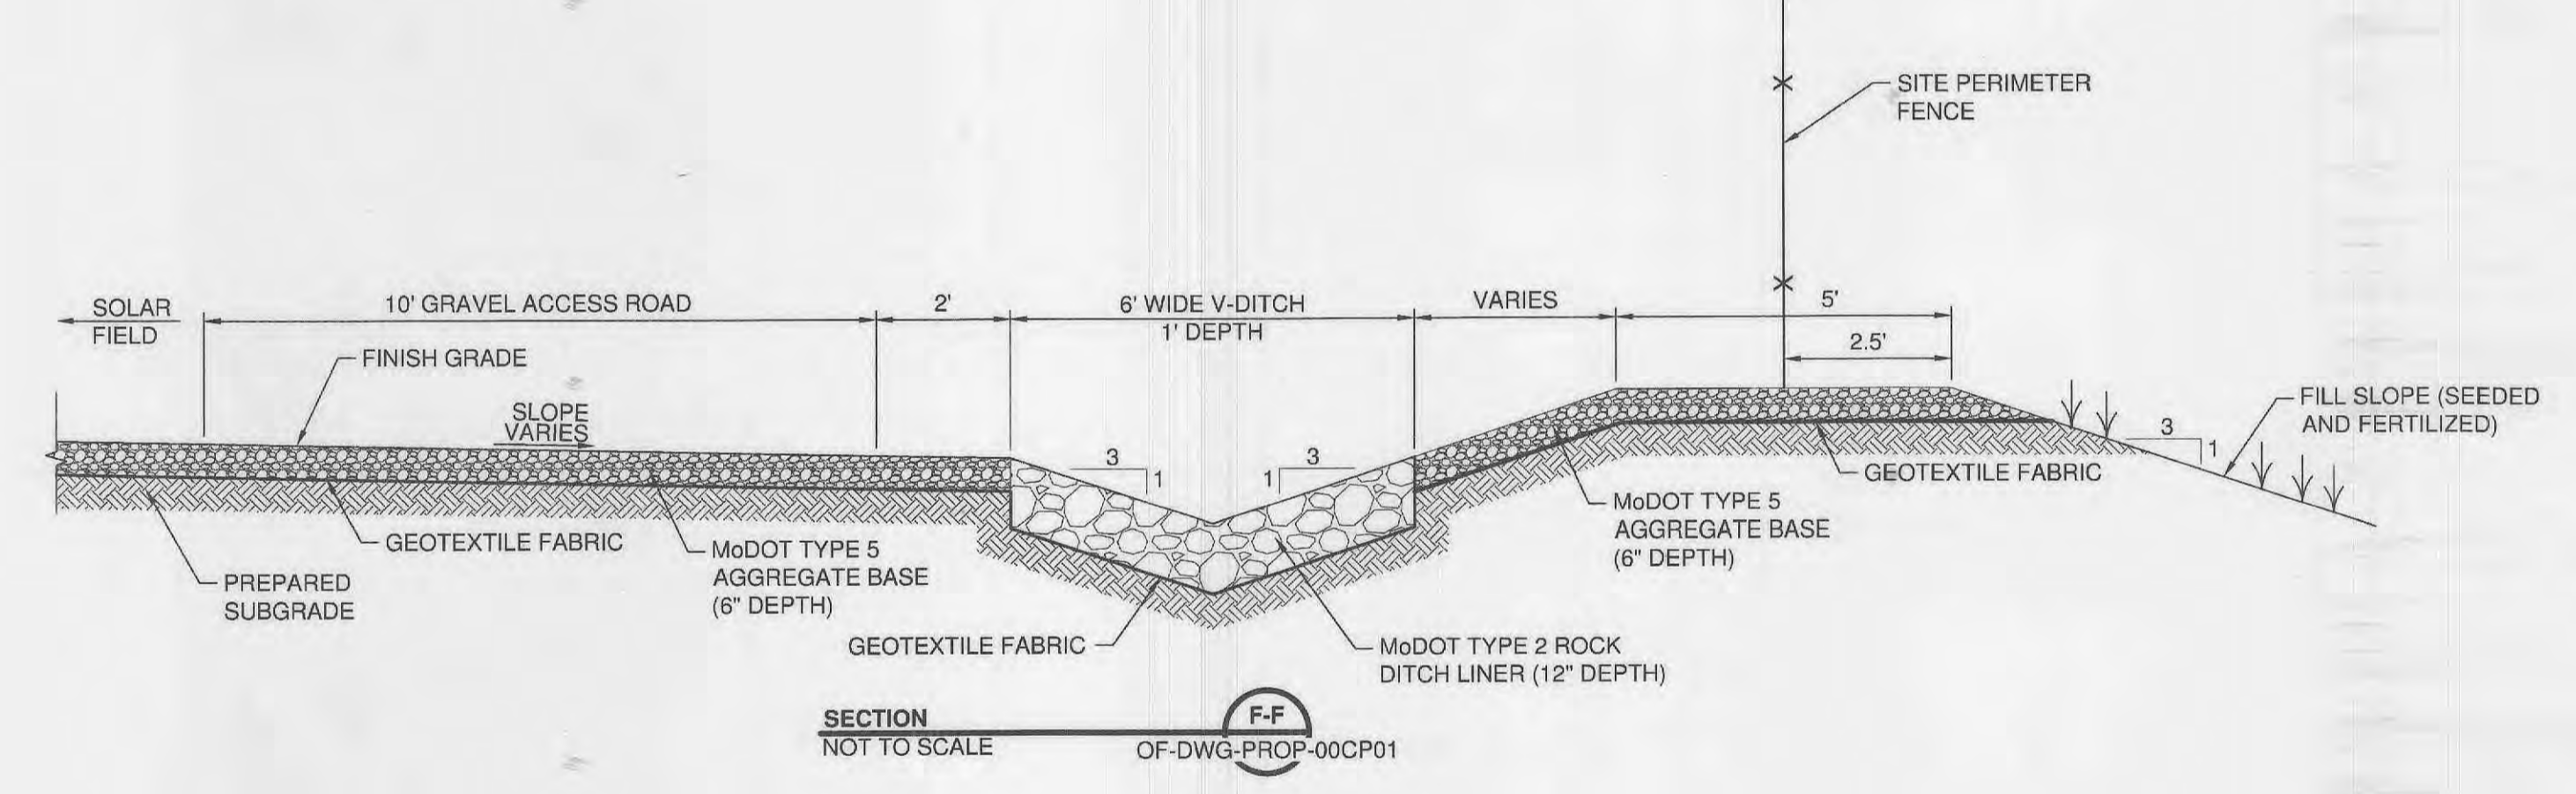 SITE PERIMETER
FENCE
SOLAR
FIELD
10' GRAVEL ACCESS ROAD
2'
6' WIDE V-DITCH
1' DEPTH
VARIES
5'
2.5'
FINISH GRADE
SLOPE
VARIES
3
1
1
3
3
1
FILL SLOPE (SEEDED
AND FERTILIZED)
GEOTEXTILE FABRIC
MoDOT TYPE 5
AGGREGATE BASE
(6" DEPTH)
GEOTEXTILE FABRIC
MoDOT TYPE 5
AGGREGATE BASE
(6" DEPTH)
PREPARED
SUBGRADE
GEOTEXTILE FABRIC
MoDOT TYPE 2 ROCK
DITCH LINER (12" DEPTH)
SECTION
NOT TO SCALE
F-F
OF-DWG-PROP-00CP01